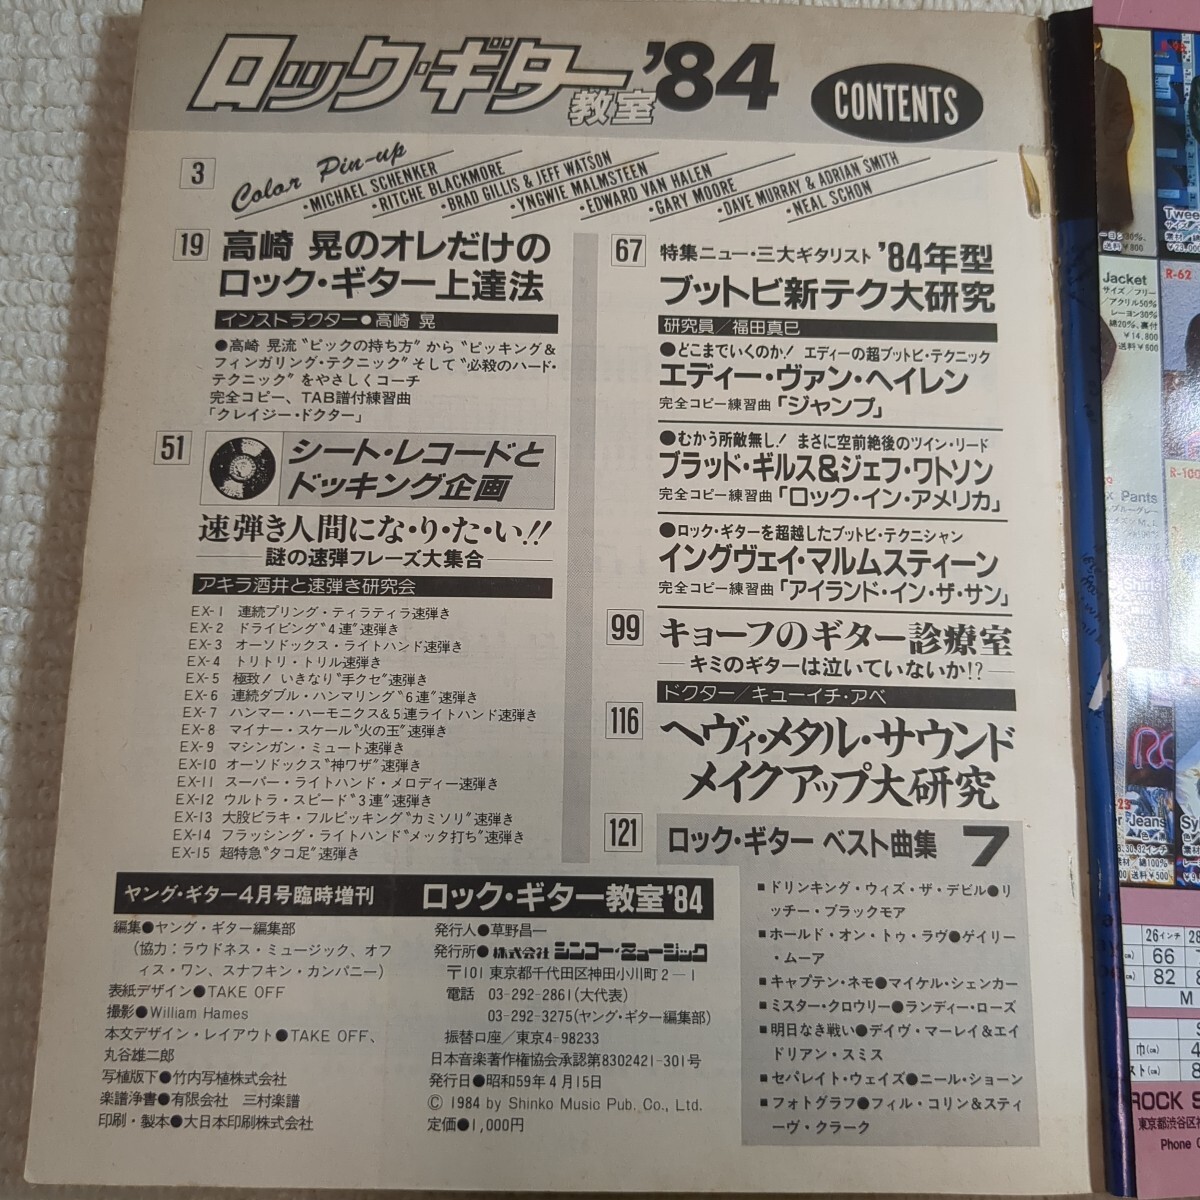 ロック・ギター教室'84
CONTENTS
3
Color Pin-up
・MICHAEL SCHENKER
・RITCHIE BLACKMORE
・BRAD GILLIS & JEFF WATSON
・YNGWIE MALMSTEEN
・EDWARD VAN HALEN
・GARY MOORE
・DAVE MURRAY & ADRIAN SMITH
・NEAL SCHON
19
高崎 晃のオレだけの
ロック・ギター上達法
インストラクター●高崎 晃
●高崎 晃流“ピックの持ち方”から“ピッキング&
フィンガリング・テクニック”そして“必殺のハード・
テクニック”をやさしくコーチ
完全コピー、TAB譜付練習曲
「クレイジー・ドクター」
51
シート・レコードと
ドッキング企画
速弾き人間にな・り・た・い!!
謎の速弾フレーズ大集合
アキラ酒井と速弾き研究会
EX-1 連続プリング・ティラティラ速弾き
EX-2 ドライビング“4連”速弾き
EX-3 オーソドックス・ライトハンド速弾き
EX-4 トリトリ・トリル速弾き
EX-5 極致! いきなり“手クセ”速弾き
EX-6 連続ダブル・ハンマリング“6連”速弾き
EX-7 ハンマー・ハーモニクス&5連ライトハンド速弾き
EX-8 マイナー・スケール“火の玉”速弾き
EX-9 マシンガン・ミュート速弾き
EX-10 オーソドックス“神ワザ”速弾き
EX-11 スーパー・ライトハンド・メロディー速弾き
EX-12 ウルトラ・スピード“3連”速弾き
EX-13 大股ビラキ・フルピッキング“カミソリ”速弾き
EX-14 フラッシング・ライトハンド“メッタ打ち”速弾き
EX-15 超特急“タコ足”速弾き
67
特集ニュー・三大ギタリスト '84年型
ブットビ新テク大研究
研究員/福田真巳
●どこまでいくのか! エディーの超ブットビ・テクニック
エディー・ヴァン・ヘイレン
完全コピー練習曲「ジャンプ」
●むかう所敵無し! まさに空前絶後のツイン・リード
ブラッド・ギルス&ジェフ・ワトソン
完全コピー練習曲「ロック・イン・アメリカ」
●ロック・ギターを超越したブットビ・テクニシャン
イングヴェイ・マルムスティーン
完全コピー練習曲「アイランド・イン・ザ・サン」
99
キョーフのギター診療室
キミのギターは泣いていないか!?
ドクター/キューイチ・アベ
116
ヘヴィ・メタル・サウンド
メイクアップ大研究
121
ロック・ギター ベスト曲集 7
■ドリンキング・ウィズ・ザ・デビル●リ
ッチー・ブラックモア
■ホールド・オン・トゥ・ラヴ●ゲイリー
・ムーア
■キャプテン・ネモ●マイケル・シェンカー
■ミスター・クロウリー●ランディー・ローズ
■明日なき戦い●デイヴ・マーレイ&エイ
ドリアン・スミス
■セパレイト・ウェイズ●ニール・ショーン
■フォトグラフ●フィル・コリン&スティ
ーヴ・クラーク
ヤング・ギター4月号臨時増刊
ロック・ギター教室'84
編集●ヤング・ギター編集部
(協力:ラウドネス・ミュージック、オフ
ィス・ワン、スナフキン・カンパニー)
表紙デザイン●TAKE OFF
撮影●William Hames
本文デザイン・レイアウト●TAKE OFF、
丸谷雄二郎
写植版下●竹内写植株式会社
楽譜浄書●有限会社 三村楽譜
印刷・製本●大日本印刷株式会社
発行人●草野昌一
発行所●株式会社シンコー・ミュージック
〒101 東京都千代田区神田小川町2-1
電話 03-292-2861(大代表)
03-292-3275(ヤング・ギター編集部)
振替口座/東京4-98233
日本音楽著作権協会承認第8302421-301号
発行日●昭和59年4月15日
© 1984 by Shinko Music Pub. Co., Ltd.
定価●1,000円
Jacket
サイズ/フリー
アクリル50%
レーヨン30%
綿20%、裏付
¥14,800
送料¥600
R-62
Pants
Jeans
26インチ
66
82
M
ROCK S
東京都渋谷区
Phone